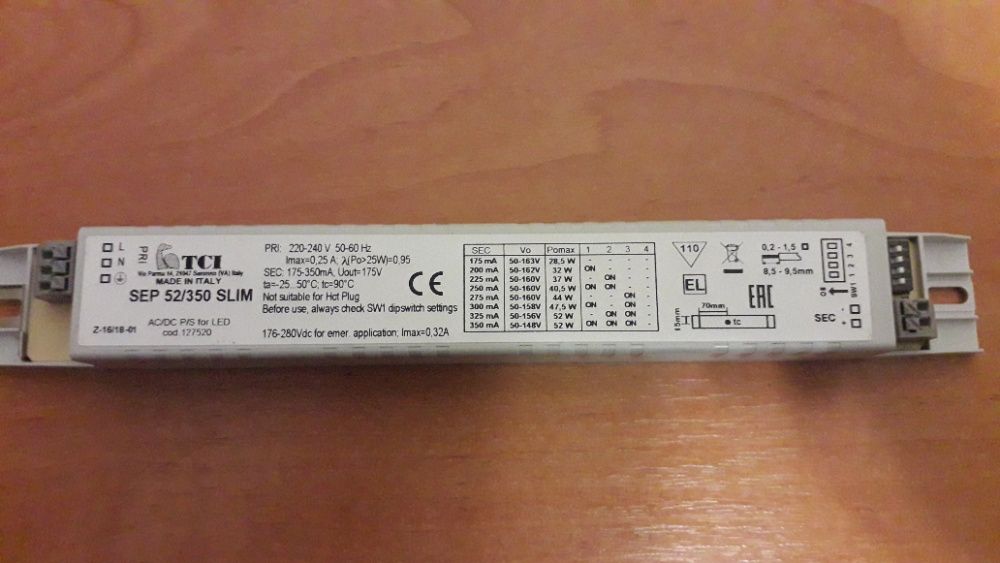 PRI
L
N
TCI
Via Parma 14, 21047 Saronno (VA) Italy
MADE IN ITALY
SEP 52/350 SLIM
Z-16/18-01
AC/DC P/S for LED
cod.127520
PRI: 220-240 V 50-60 Hz
Imax=0,25 A; λ(Po>25W)=0,95
SEC: 175-350mA, Uout=175V
ta=-25...50°C; tc=90°C
Not suitable for Hot Plug
Before use, always check SW1 dipswitch settings
176-280Vdc for emer. application; Imax=0,32A
CE
SEC Vo Pomax 1 2 3 4
175 mA 50-163V 28,5 W - - - -
200 mA 50-162V 32 W ON - - -
225 mA 50-160V 37 W - ON - -
250 mA 50-160V 40,5 W ON ON - -
275 mA 50-160V 44 W - - ON -
300 mA 50-158V 47,5 W ON - ON -
325 mA 50-156V 52 W - ON ON -
350 mA 50-148V 52 W ON ON ON -
110
EL
0,2 - 1,5
8,5 - 9,5mm
EAC
70mm
15mm
tc
SW1 1 2 3 4
SEC
-
+